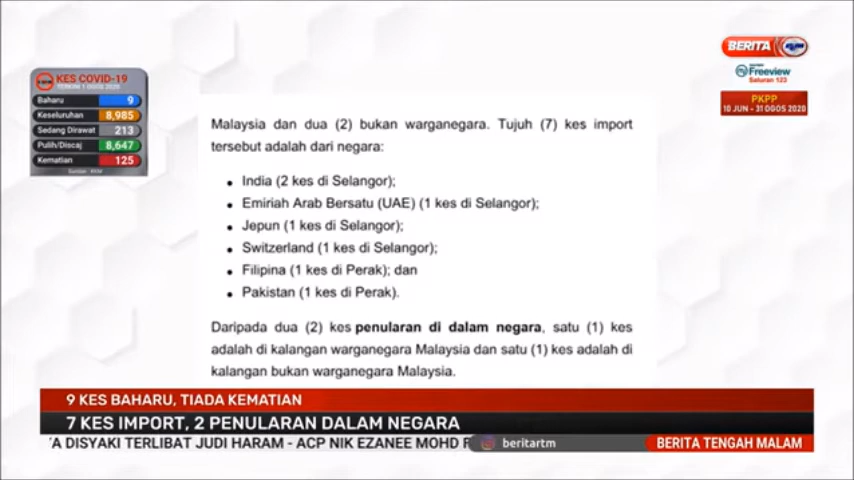 BERITA
Freeview
Saluran 123
PKPP
10 JUN - 31 OGOS 2020
KES COVID-19
TERKINI 1 OGOS 2020
Baharu 9
Keseluruhan 8,985
Sedang Dirawat 213
Pulih/Discaj 8,647
Kematian 125
Sumber : KKM
Malaysia dan dua (2) bukan warganegara. Tujuh (7) kes import
tersebut adalah dari negara:
• India (2 kes di Selangor);
• Emiriah Arab Bersatu (UAE) (1 kes di Selangor);
• Jepun (1 kes di Selangor);
• Switzerland (1 kes di Selangor);
• Filipina (1 kes di Perak); dan
• Pakistan (1 kes di Perak).
Daripada dua (2) kes penularan di dalam negara, satu (1) kes
adalah di kalangan warganegara Malaysia dan satu (1) kes adalah di
kalangan bukan warganegara Malaysia.
9 KES BAHARU, TIADA KEMATIAN
7 KES IMPORT, 2 PENULARAN DALAM NEGARA
'A DISYAKI TERLIBAT JUDI HARAM - ACP NIK EZANEE MOHD F
beritartm
BERITA TENGAH MALAM